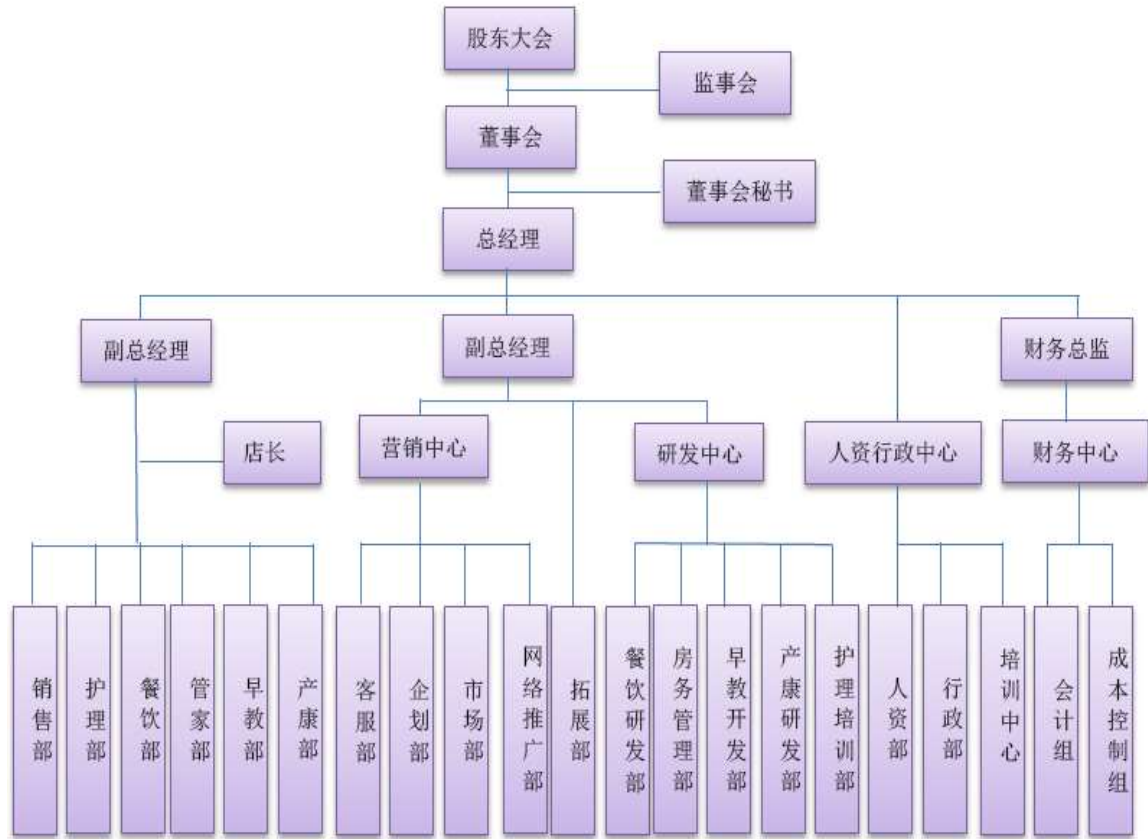 股东大会
监事会
董事会
董事会秘书
总经理
副总经理
副总经理
财务总监
店长
营销中心
研发中心
人资行政中心
财务中心
销售部
护理部
餐饮部
管家部
早教部
产康部
客服部
企划部
市场部
网络推广部
拓展部
餐饮研发部
房务管理部
早教开发部
产康研发部
护理培训部
人资部
行政部
培训中心
会计组
成本控制组